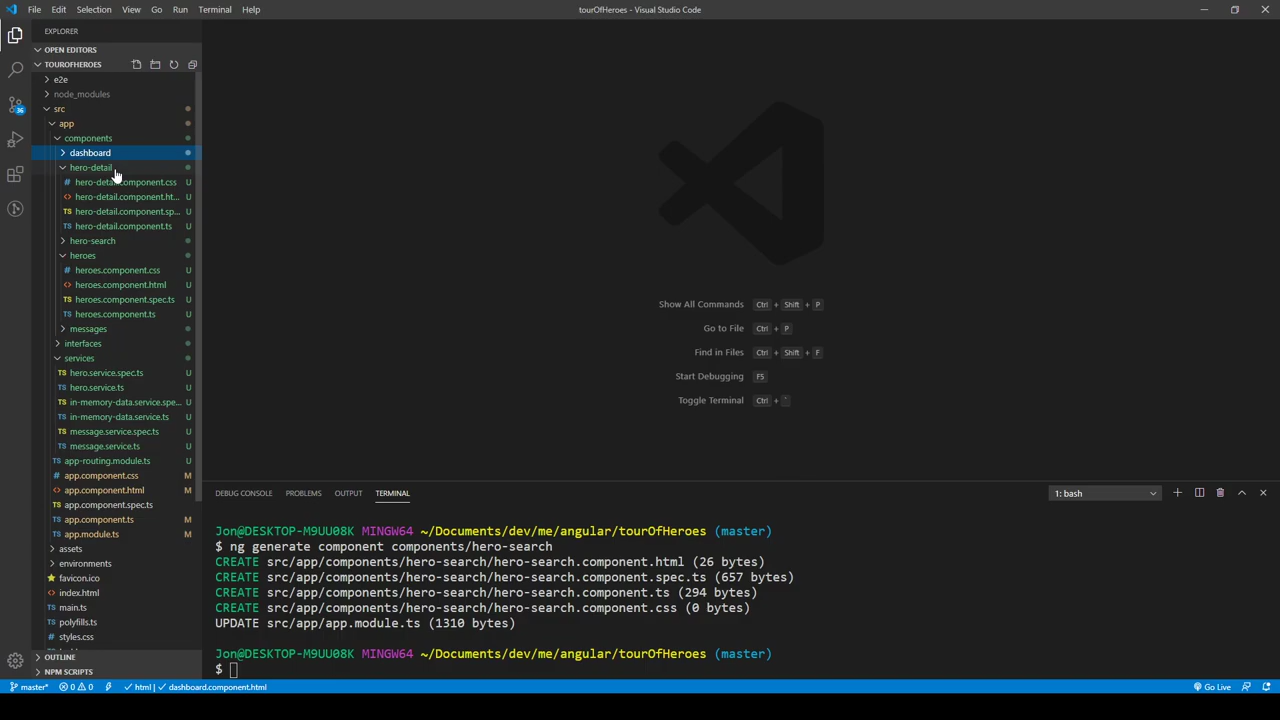 File Edit Selection View Go Run Terminal Help
tourOfHeroes - Visual Studio Code
EXPLORER
OPEN EDITORS
TOUROFHEROES
e2e
node_modules
src
app
components
dashboard
hero-detail
hero-detail.component.css U
hero-detail.component.ht... U
hero-detail.component.sp... U
hero-detail.component.ts U
hero-search
heroes
heroes.component.css U
heroes.component.html U
heroes.component.spec.ts U
heroes.component.ts U
messages
interfaces
services
hero.service.spec.ts U
hero.service.ts U
in-memory-data.service.spe... U
in-memory-data.service.ts U
message.service.spec.ts U
message.service.ts U
app-routing.module.ts U
app.component.css M
app.component.html M
app.component.spec.ts
app.component.ts M
app.module.ts M
assets
environments
favicon.ico
index.html
main.ts
polyfills.ts
styles.css
OUTLINE
NPM SCRIPTS
Show All Commands Ctrl + Shift + P
Go to File Ctrl + P
Find in Files Ctrl + Shift + F
Start Debugging F5
Toggle Terminal Ctrl + `
DEBUG CONSOLE PROBLEMS OUTPUT TERMINAL
1: bash
Jon@DESKTOP-M9UU08K MINGW64 ~/Documents/dev/me/angular/tourOfHeroes (master)
$ ng generate component components/hero-search
CREATE src/app/components/hero-search/hero-search.component.html (26 bytes)
CREATE src/app/components/hero-search/hero-search.component.spec.ts (657 bytes)
CREATE src/app/components/hero-search/hero-search.component.ts (294 bytes)
CREATE src/app/components/hero-search/hero-search.component.css (0 bytes)
UPDATE src/app/app.module.ts (1310 bytes)
Jon@DESKTOP-M9UU08K MINGW64 ~/Documents/dev/me/angular/tourOfHeroes (master)
$
36
master* 0 0 html | dashboard.component.html
Go Live